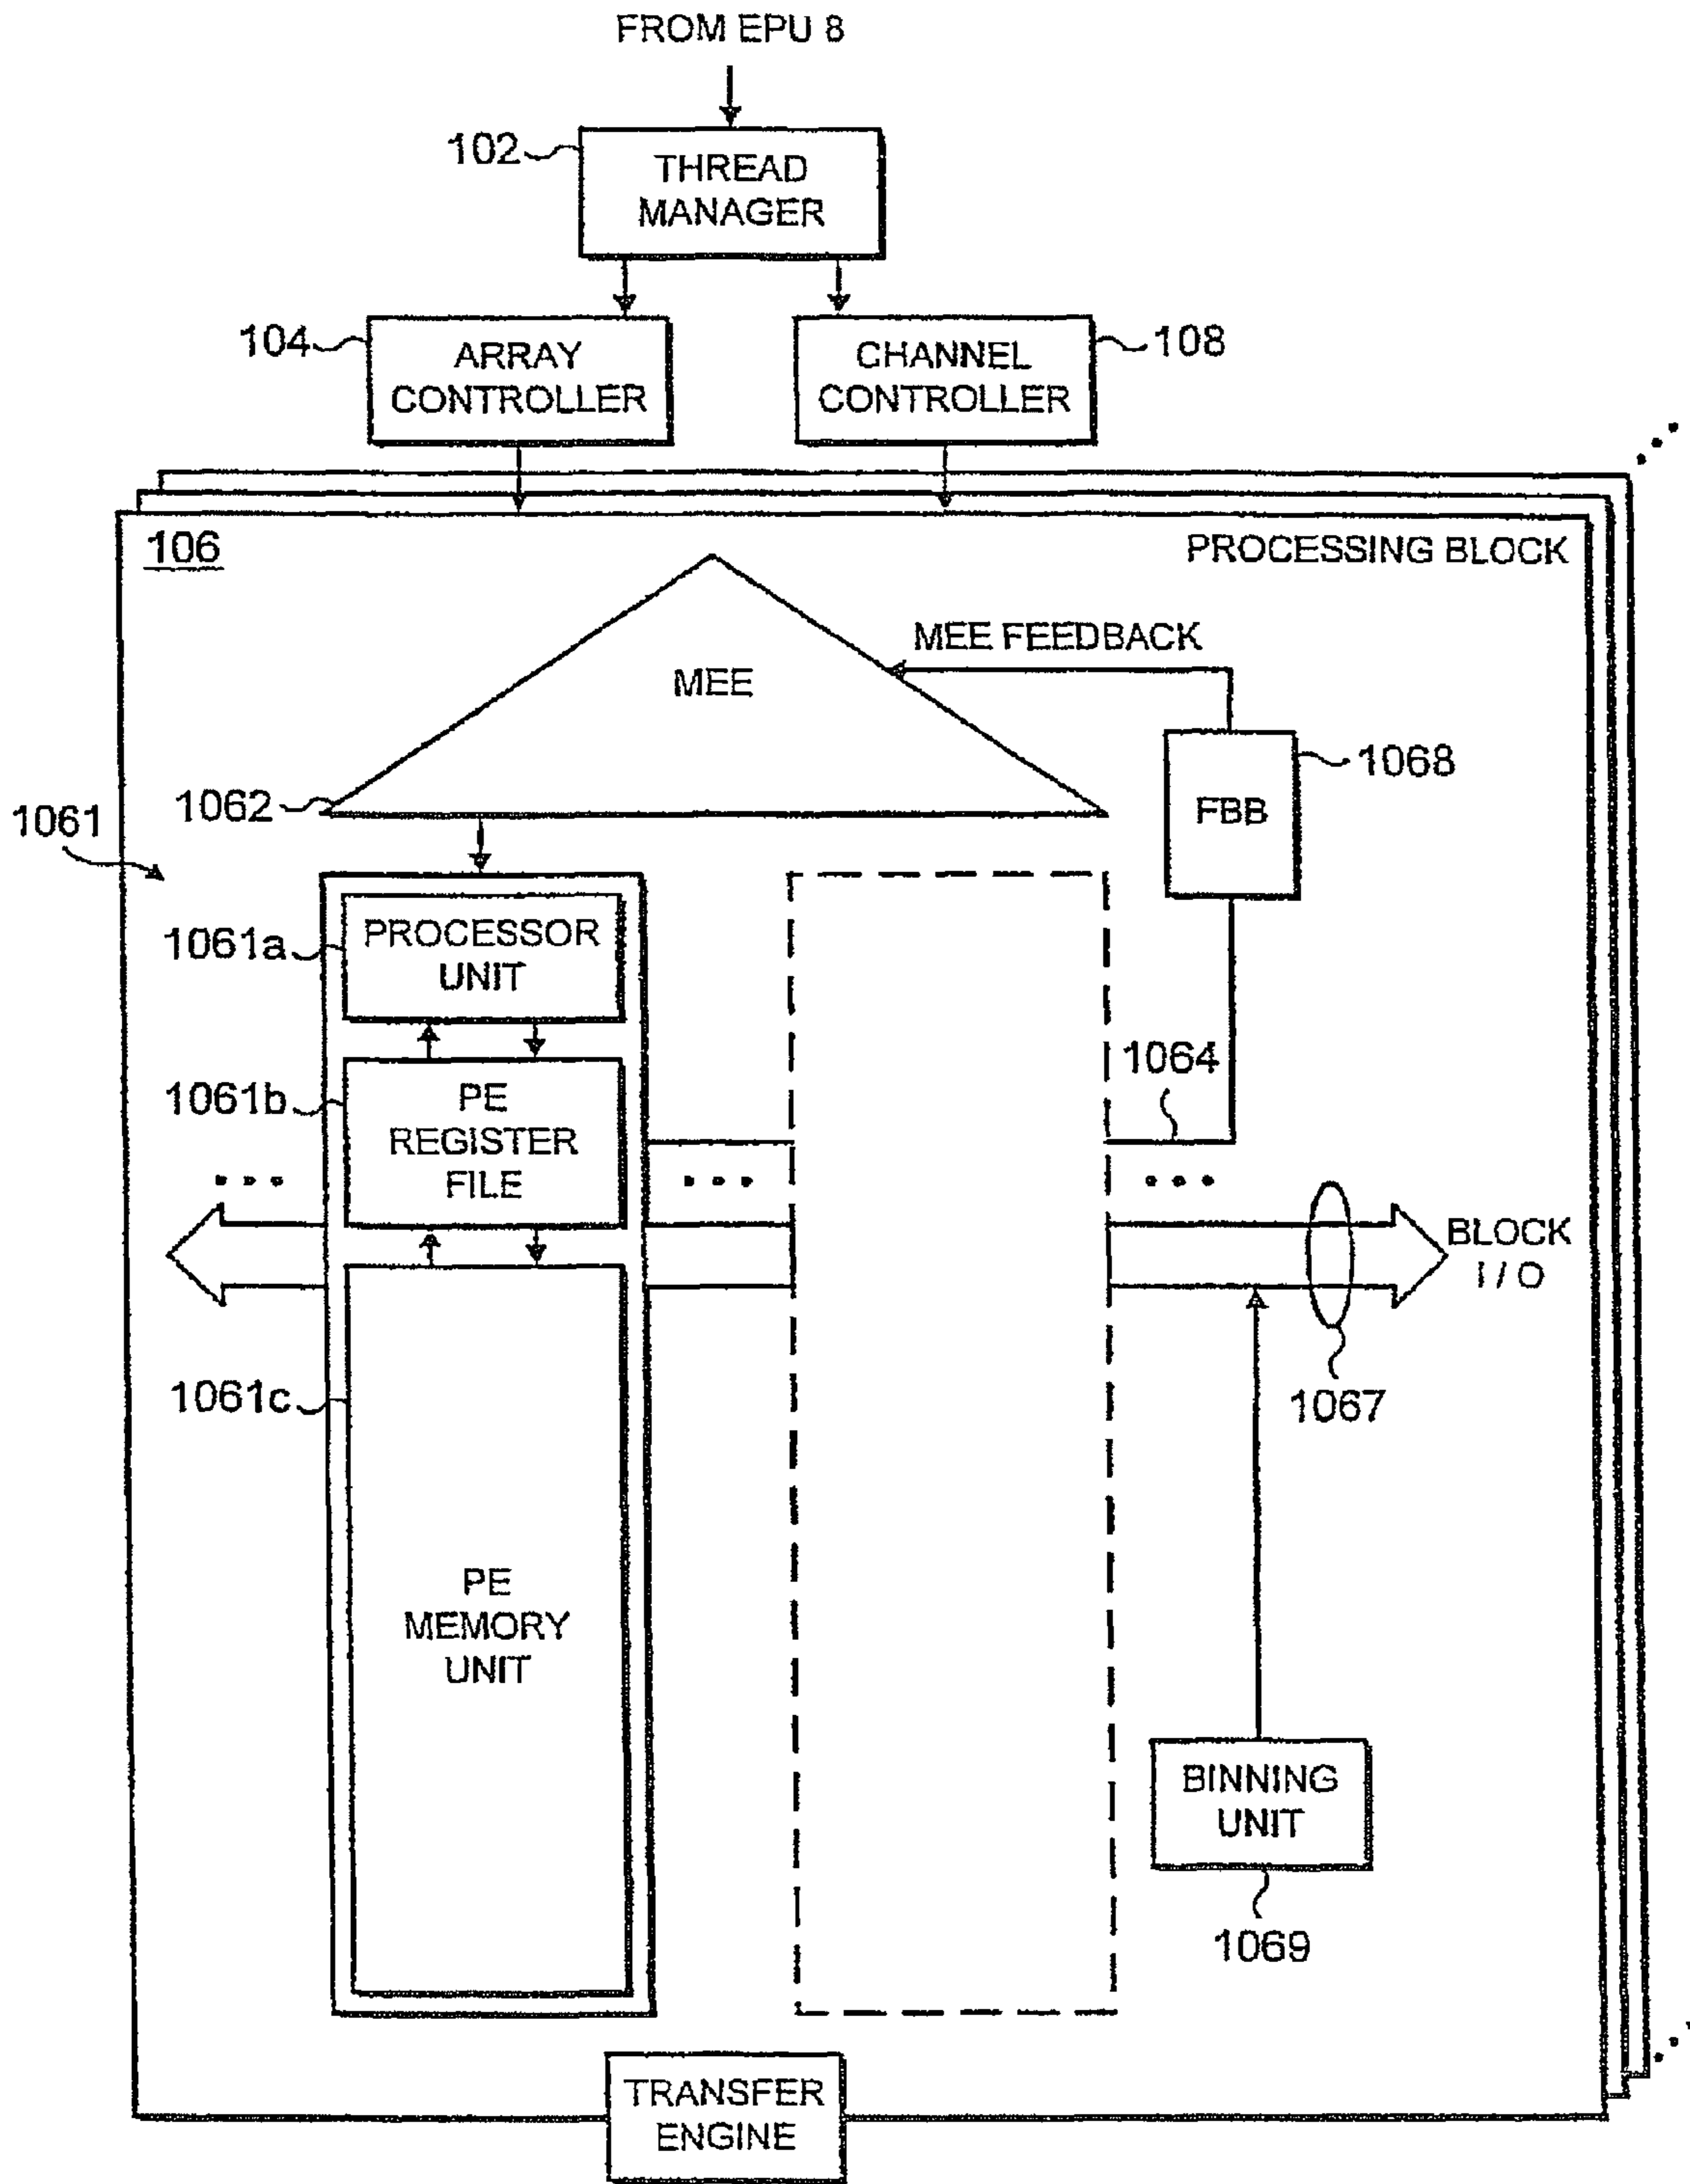 FROM EPU 8
102
THREAD
MANAGER
104
ARRAY
CONTROLLER
CHANNEL
CONTROLLER
108
106
PROCESSING BLOCK
MEE FEEDBACK
MEE
1068
FBB
1062
1061
1061a
PROCESSOR
UNIT
1064
1061b
PE
REGISTER
FILE
BLOCK
I / O
1067
1061c
PE
MEMORY
UNIT
BINNING
UNIT
1069
TRANSFER
ENGINE